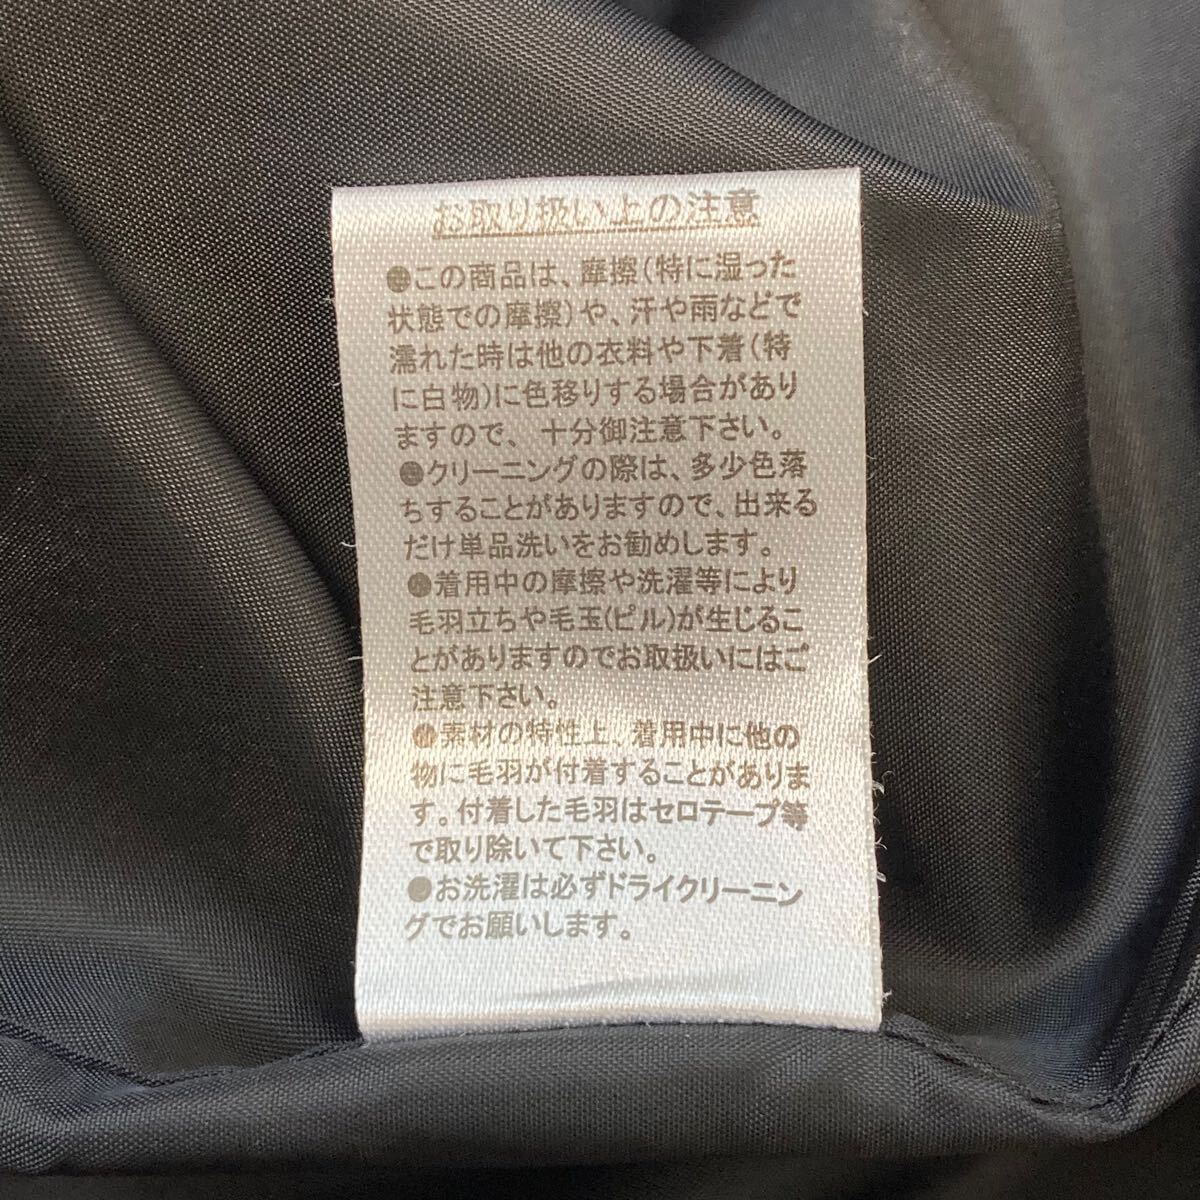 お取り扱い上の注意
●この商品は、摩擦(特に湿った
状態での摩擦)や、汗や雨などで
濡れた時は他の衣料や下着(特
に白物)に色移りする場合があり
ますので、十分御注意下さい。
●クリーニングの際は、多少色落
ちすることがありますので、出来る
だけ単品洗いをお勧めします。
●着用中の摩擦や洗濯等により
毛羽立ちや毛玉(ピル)が生じるこ
とがありますのでお取扱いにはご
注意下さい。
●素材の特性上、着用中に他の
物に毛羽が付着することがありま
す。付着した毛羽はセロテープ等
で取り除いて下さい。
●お洗濯は必ずドライクリーニン
グでお願いします。